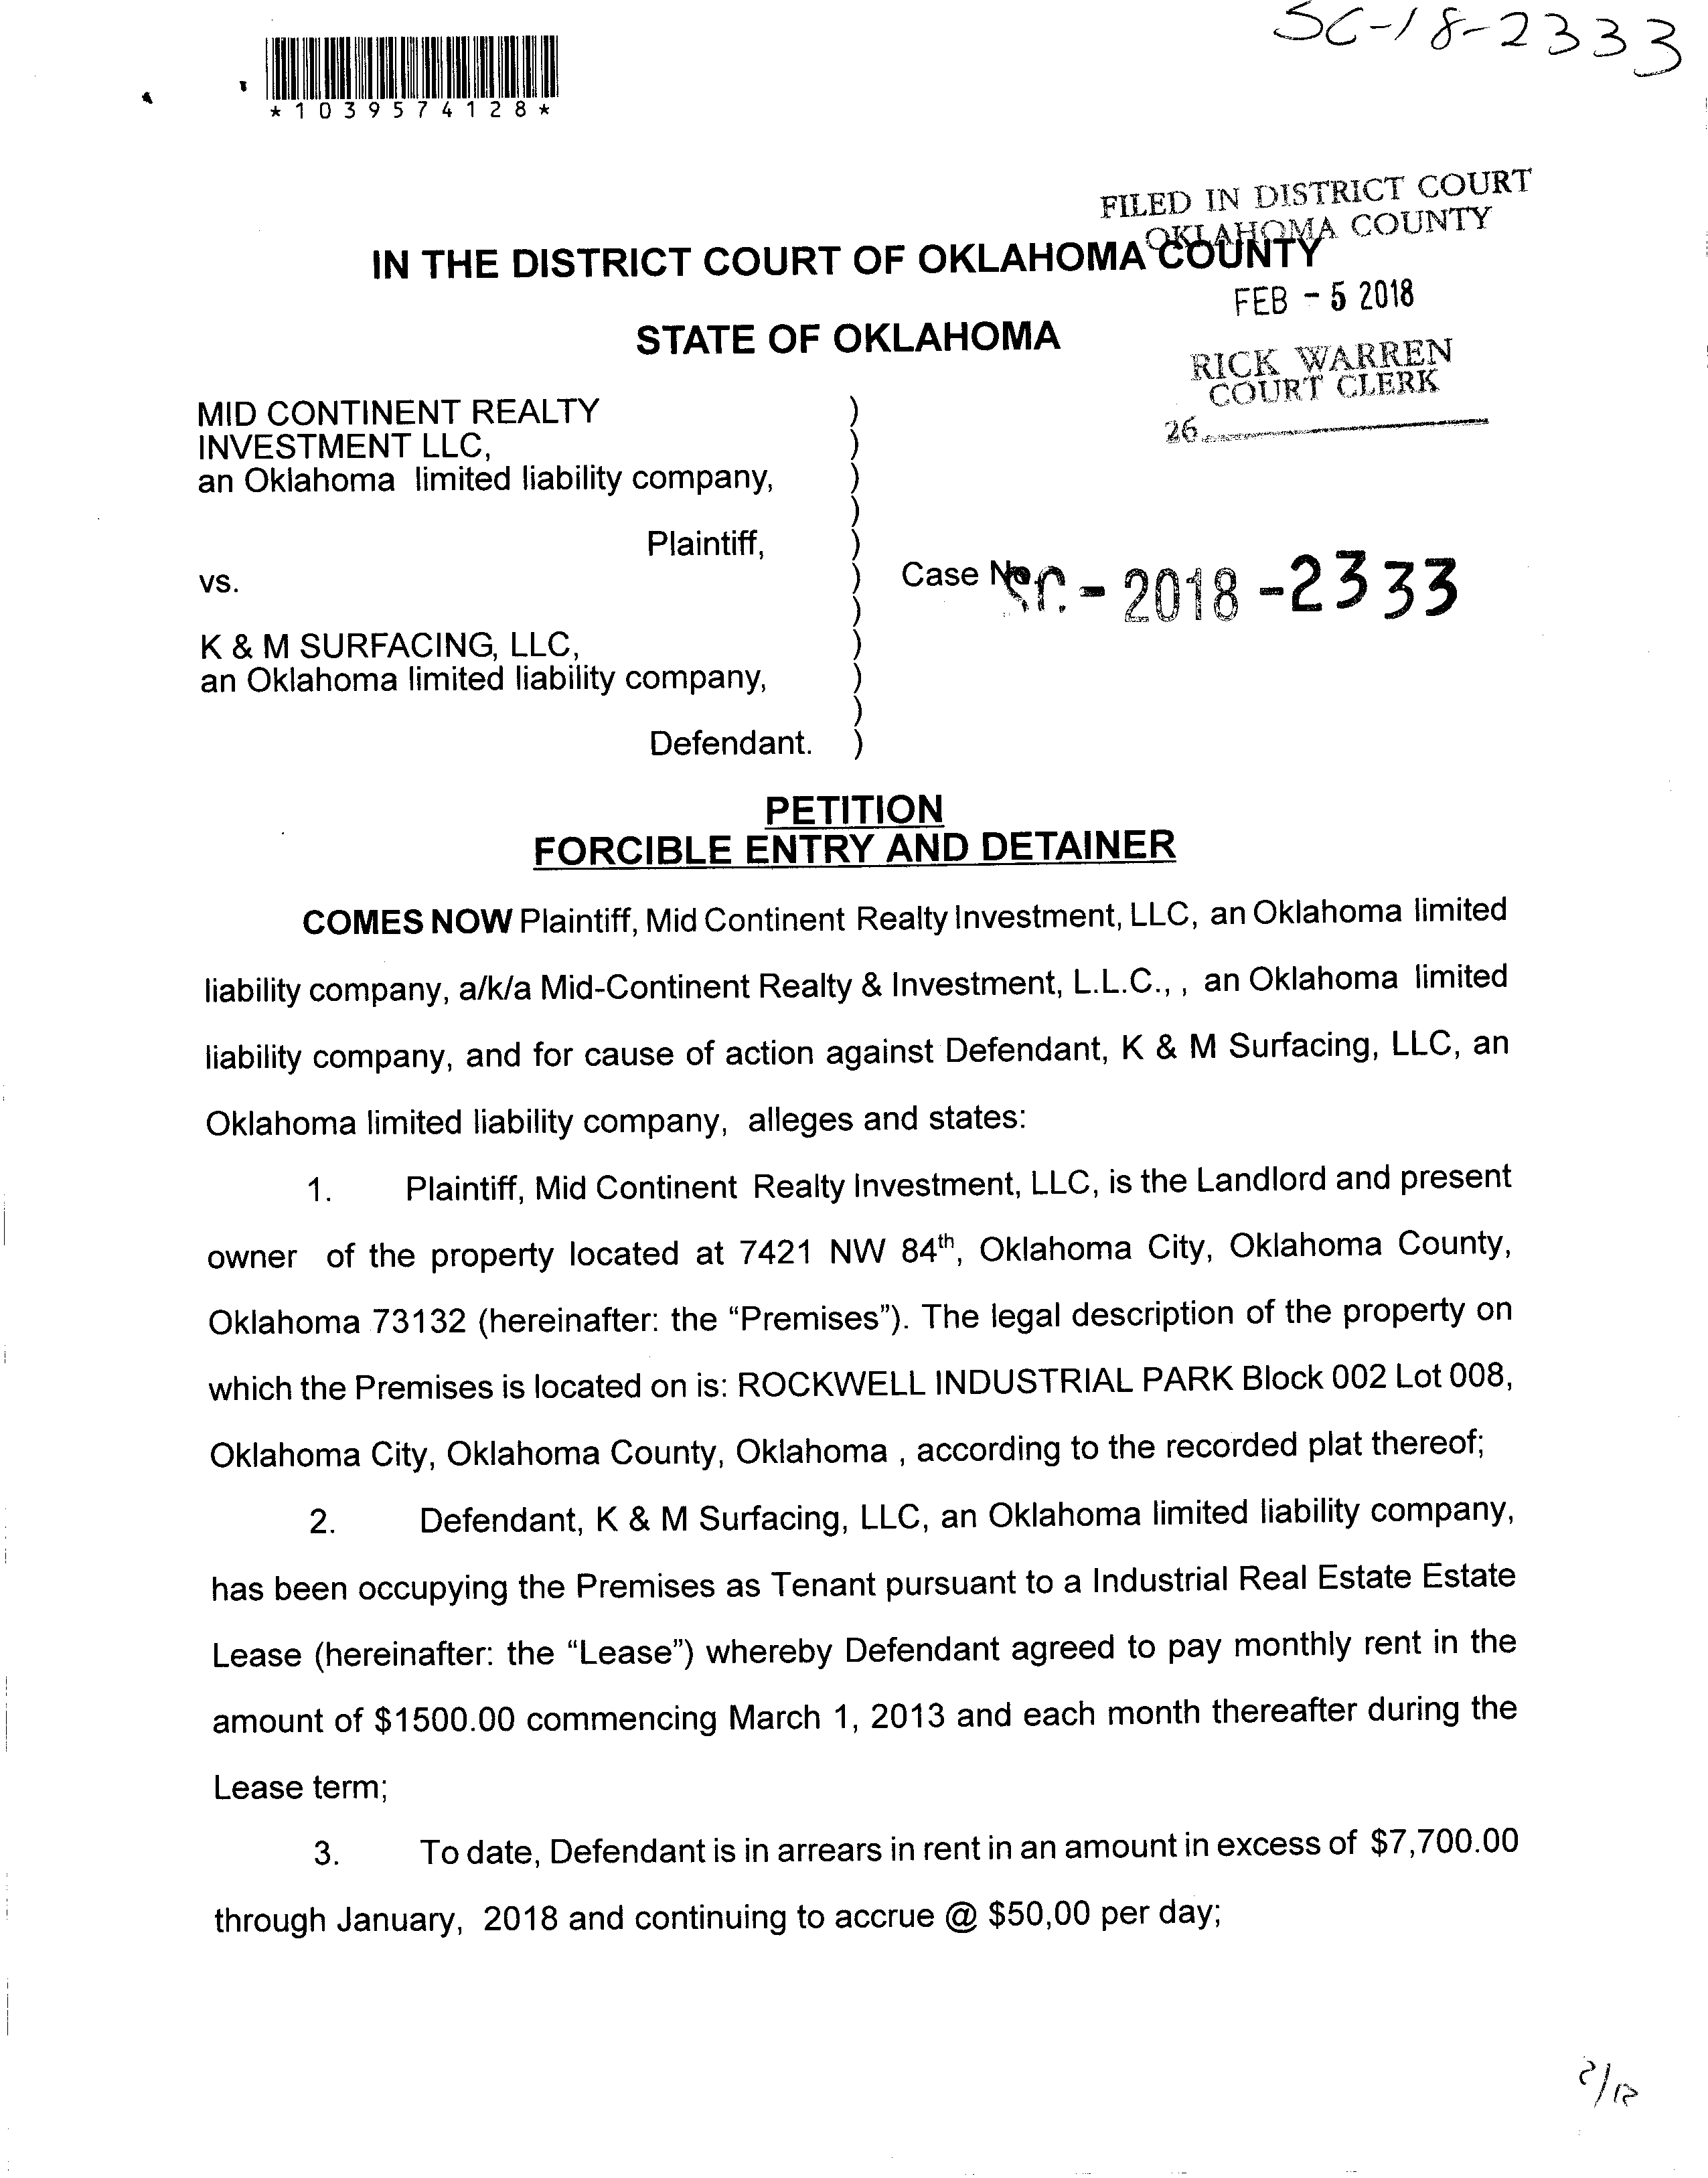 SC-18-2333
*1039574128*
FILED IN DISTRICT COURT
OKLAHOMA COUNTY
IN THE DISTRICT COURT OF OKLAHOMA COUNTY
FEB - 5 2018
STATE OF OKLAHOMA
RICK WARREN
COURT CLERK
26
MID CONTINENT REALTY )
INVESTMENT LLC, )
an Oklahoma limited liability company, )
)
Plaintiff, )
vs. ) Case No. SC - 2018 - 2333
)
K & M SURFACING, LLC, )
an Oklahoma limited liability company, )
)
Defendant. )
PETITION
FORCIBLE ENTRY AND DETAINER
COMES NOW Plaintiff, Mid Continent Realty Investment, LLC, an Oklahoma limited
liability company, a/k/a Mid-Continent Realty & Investment, L.L.C., , an Oklahoma limited
liability company, and for cause of action against Defendant, K & M Surfacing, LLC, an
Oklahoma limited liability company, alleges and states:
1. Plaintiff, Mid Continent Realty Investment, LLC, is the Landlord and present
owner of the property located at 7421 NW 84th, Oklahoma City, Oklahoma County,
Oklahoma 73132 (hereinafter: the “Premises”). The legal description of the property on
which the Premises is located on is: ROCKWELL INDUSTRIAL PARK Block 002 Lot 008,
Oklahoma City, Oklahoma County, Oklahoma , according to the recorded plat thereof;
2. Defendant, K & M Surfacing, LLC, an Oklahoma limited liability company,
has been occupying the Premises as Tenant pursuant to a Industrial Real Estate Estate
Lease (hereinafter: the “Lease”) whereby Defendant agreed to pay monthly rent in the
amount of $1500.00 commencing March 1, 2013 and each month thereafter during the
Lease term;
3. To date, Defendant is in arrears in rent in an amount in excess of $7,700.00
through January, 2018 and continuing to accrue @ $50,00 per day;